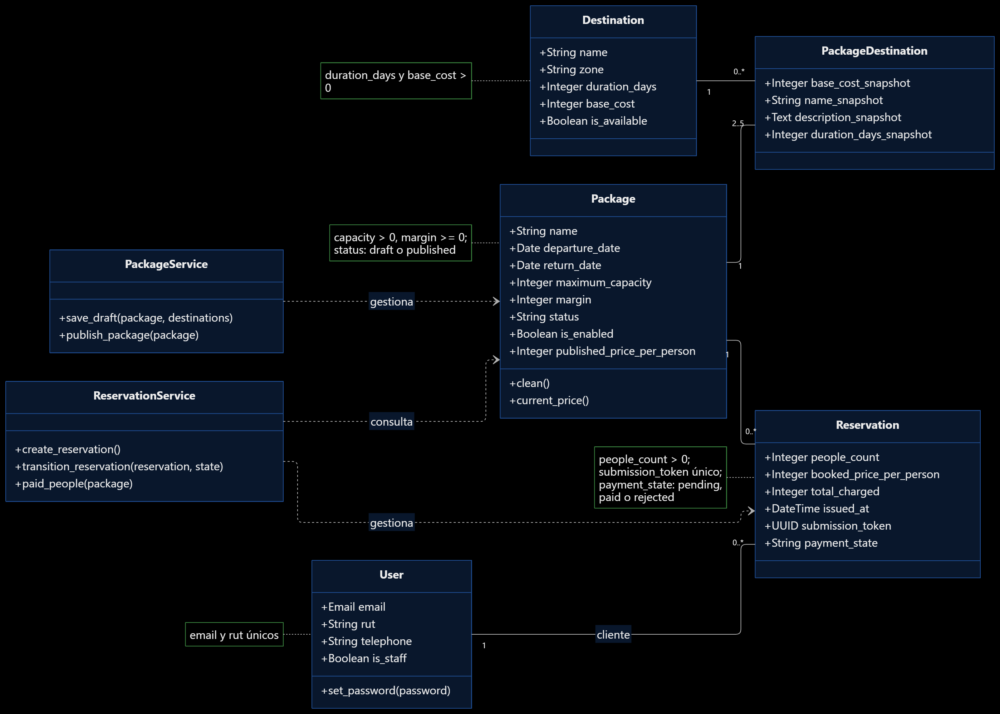 Destination
+String name
+String zone
+Integer duration_days
+Integer base_cost
+Boolean is_available
duration_days y base_cost >
0
0..*
1
PackageDestination
+Integer base_cost_snapshot
+String name_snapshot
+Text description_snapshot
+Integer duration_days_snapshot
2..5
1
Package
+String name
+Date departure_date
+Date return_date
+Integer maximum_capacity
+Integer margin
+String status
+Boolean is_enabled
+Integer published_price_per_person
+clean()
+current_price()
capacity > 0, margin >= 0;
status: draft o published
PackageService
+save_draft(package, destinations)
+publish_package(package)
gestiona
ReservationService
+create_reservation()
+transition_reservation(reservation, state)
+paid_people(package)
consulta
gestiona
1
0..*
Reservation
+Integer people_count
+Integer booked_price_per_person
+Integer total_charged
+DateTime issued_at
+UUID submission_token
+String payment_state
people_count > 0;
submission_token único;
payment_state: pending,
paid o rejected
0..*
User
+Email email
+String rut
+String telephone
+Boolean is_staff
+set_password(password)
email y rut únicos
cliente
1